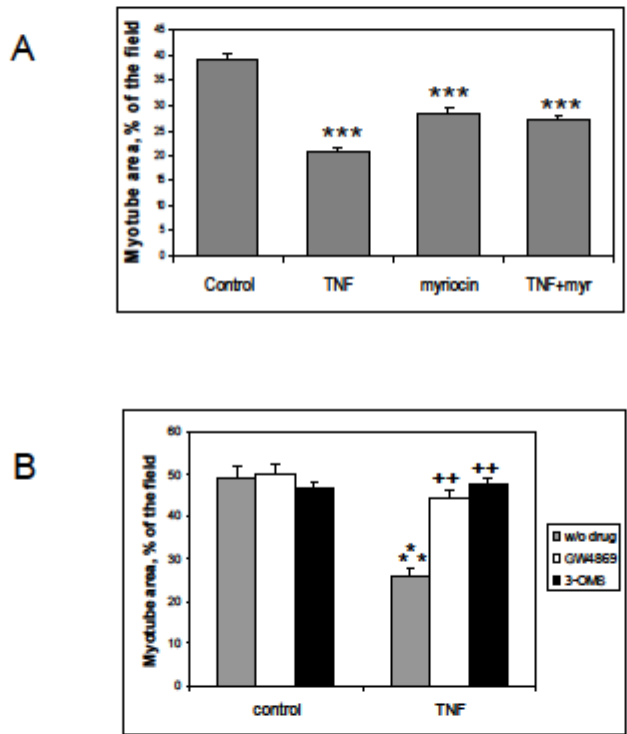 A
Myotube area, % of the field
45
40
35
30
25
20
15
10
5
0
***
***
***
Control TNF myriocin TNF+myr
B
Myotube area, % of the field
60
50
40
30
20
10
0
***
++
++
control TNF
w/o drug
GW4869
3-OMS